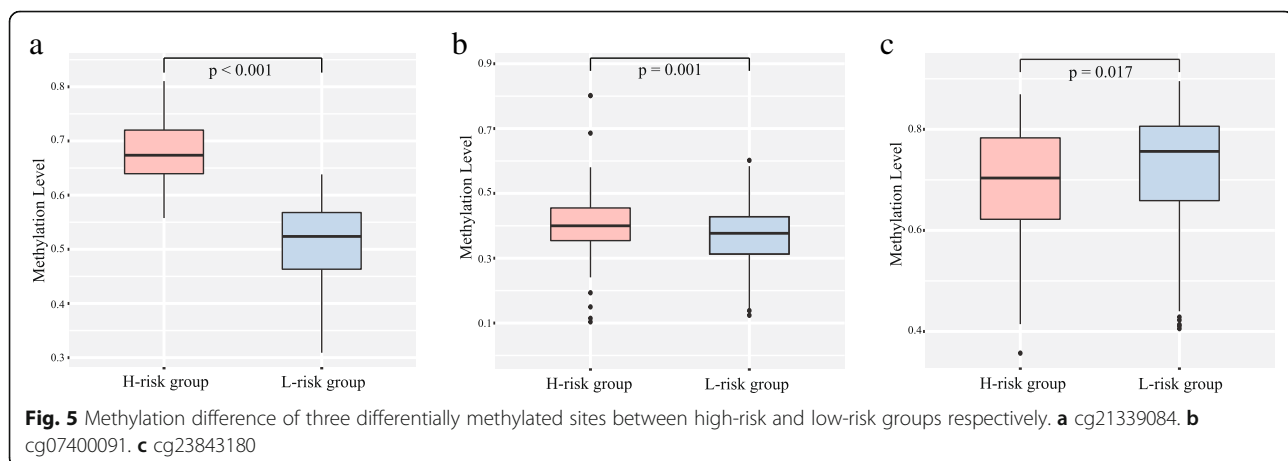 a
p < 0.001
Methylation Level
0.8
0.7
0.6
0.5
0.4
0.3
H-risk group
L-risk group
b
p = 0.001
Methylation Level
0.9
0.7
0.5
0.3
0.1
H-risk group
L-risk group
c
p = 0.017
Methylation Level
0.8
0.6
0.4
H-risk group
L-risk group
Fig. 5 Methylation difference of three differentially methylated sites between high-risk and low-risk groups respectively. a cg21339084. b
cg07400091. c cg23843180